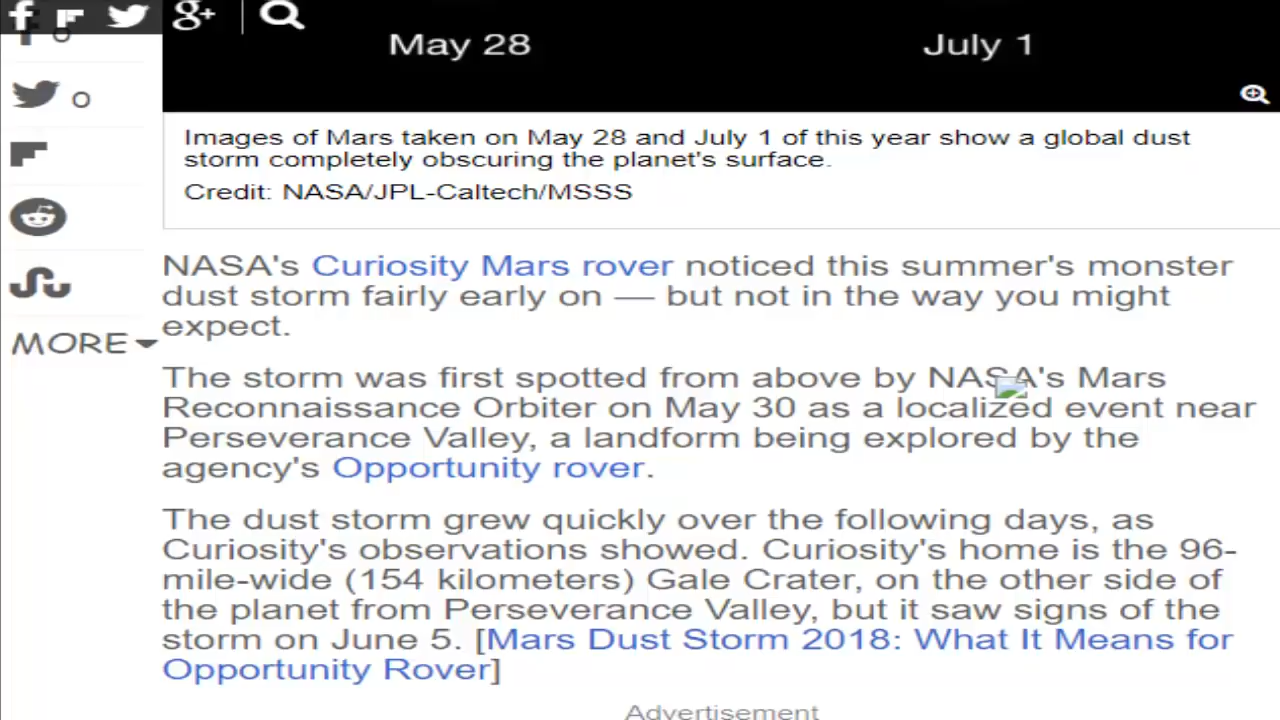 g+
May 28
July 1
0
0
MORE
Images of Mars taken on May 28 and July 1 of this year show a global dust
storm completely obscuring the planet's surface.
Credit: NASA/JPL-Caltech/MSSS
NASA's Curiosity Mars rover noticed this summer's monster
dust storm fairly early on — but not in the way you might
expect.
The storm was first spotted from above by NASA's Mars
Reconnaissance Orbiter on May 30 as a localized event near
Perseverance Valley, a landform being explored by the
agency's Opportunity rover.
The dust storm grew quickly over the following days, as
Curiosity's observations showed. Curiosity's home is the 96-
mile-wide (154 kilometers) Gale Crater, on the other side of
the planet from Perseverance Valley, but it saw signs of the
storm on June 5. [Mars Dust Storm 2018: What It Means for
Opportunity Rover]
Advertisement